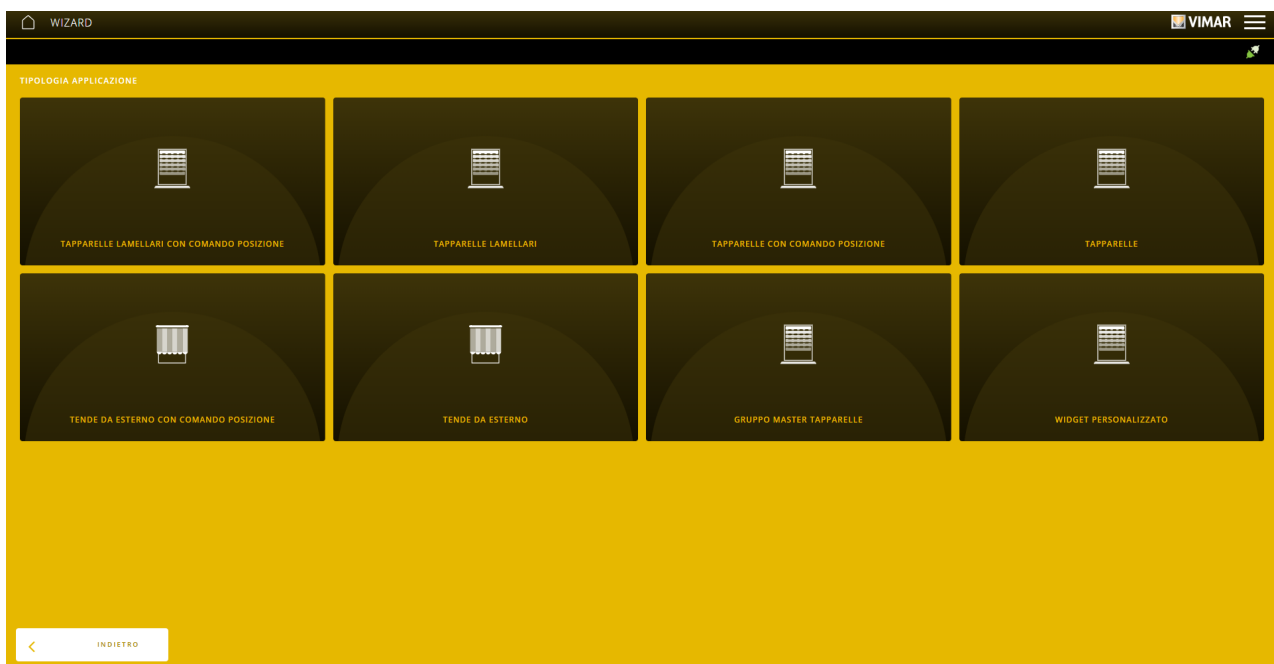 WIZARD
VIMAR
TIPOLOGIA APPLICAZIONE
TAPPARELLE LAMELLARI CON COMANDO POSIZIONE
TAPPARELLE LAMELLARI
TAPPARELLE CON COMANDO POSIZIONE
TAPPARELLE
TENDE DA ESTERNO CON COMANDO POSIZIONE
TENDE DA ESTERNO
GRUPPO MASTER TAPPARELLE
WIDGET PERSONALIZZATO
INDIETRO